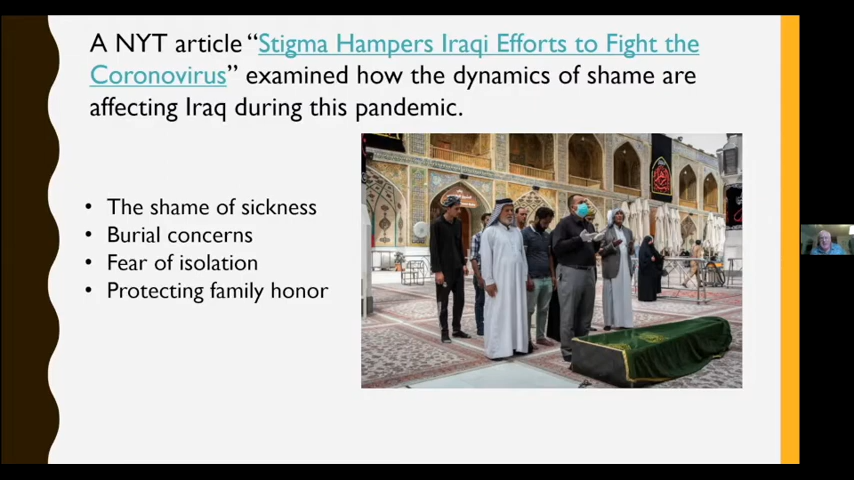 A NYT article “Stigma Hampers Iraqi Efforts to Fight the
Coronovirus” examined how the dynamics of shame are
affecting Iraq during this pandemic.
• The shame of sickness
• Burial concerns
• Fear of isolation
• Protecting family honor